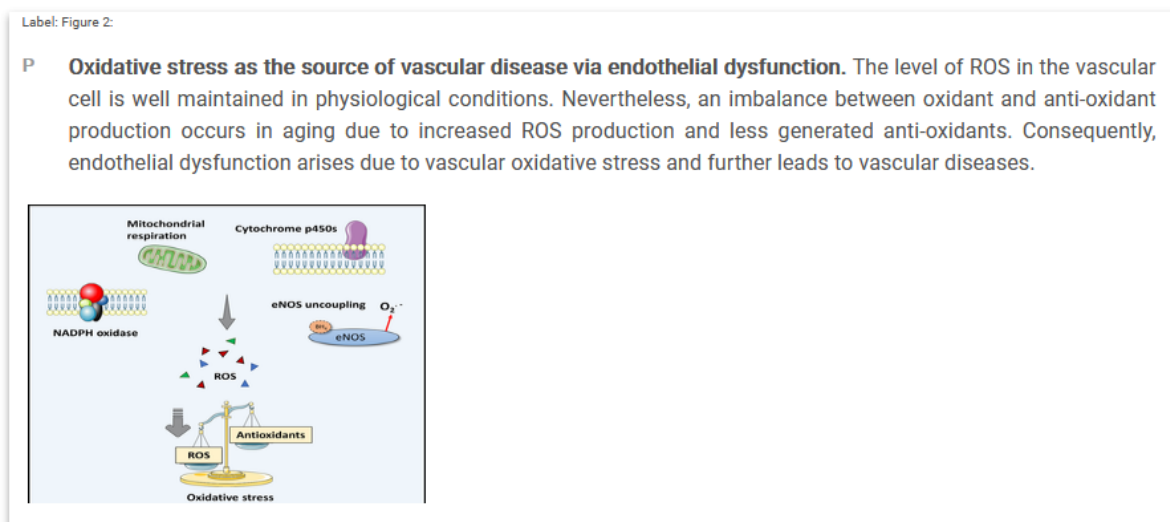 Label: Figure 2:
P
Oxidative stress as the source of vascular disease via endothelial dysfunction. The level of ROS in the vascular
cell is well maintained in physiological conditions. Nevertheless, an imbalance between oxidant and anti-oxidant
production occurs in aging due to increased ROS production and less generated anti-oxidants. Consequently,
endothelial dysfunction arises due to vascular oxidative stress and further leads to vascular diseases.
Mitochondrial
respiration
Cytochrome p450s
NADPH oxidase
eNOS uncoupling O₂·⁻
BH₄
eNOS
ROS
Antioxidants
ROS
Oxidative stress